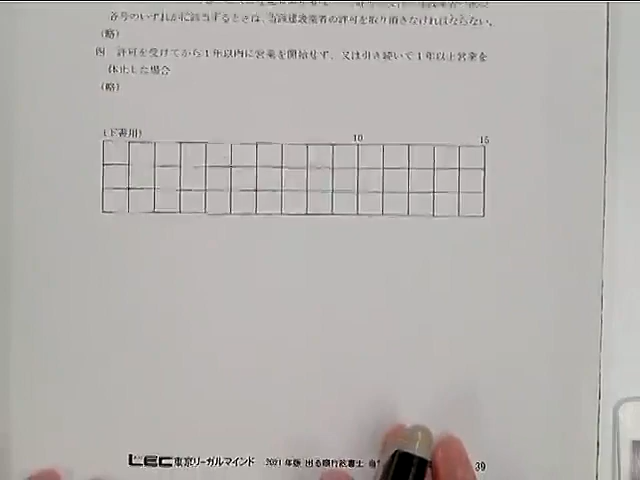 各号のいずれかに該当するときは、当該建設業者の許可を取り消さなければならない。
(略)
許可を受けてから1年以内に営業を開始せず、又は引き続いて1年以上営業を
休止した場合
(略)
(下書用)
10
15
LEC東京リーガルマインド 2021年版 出る順行政書士
39